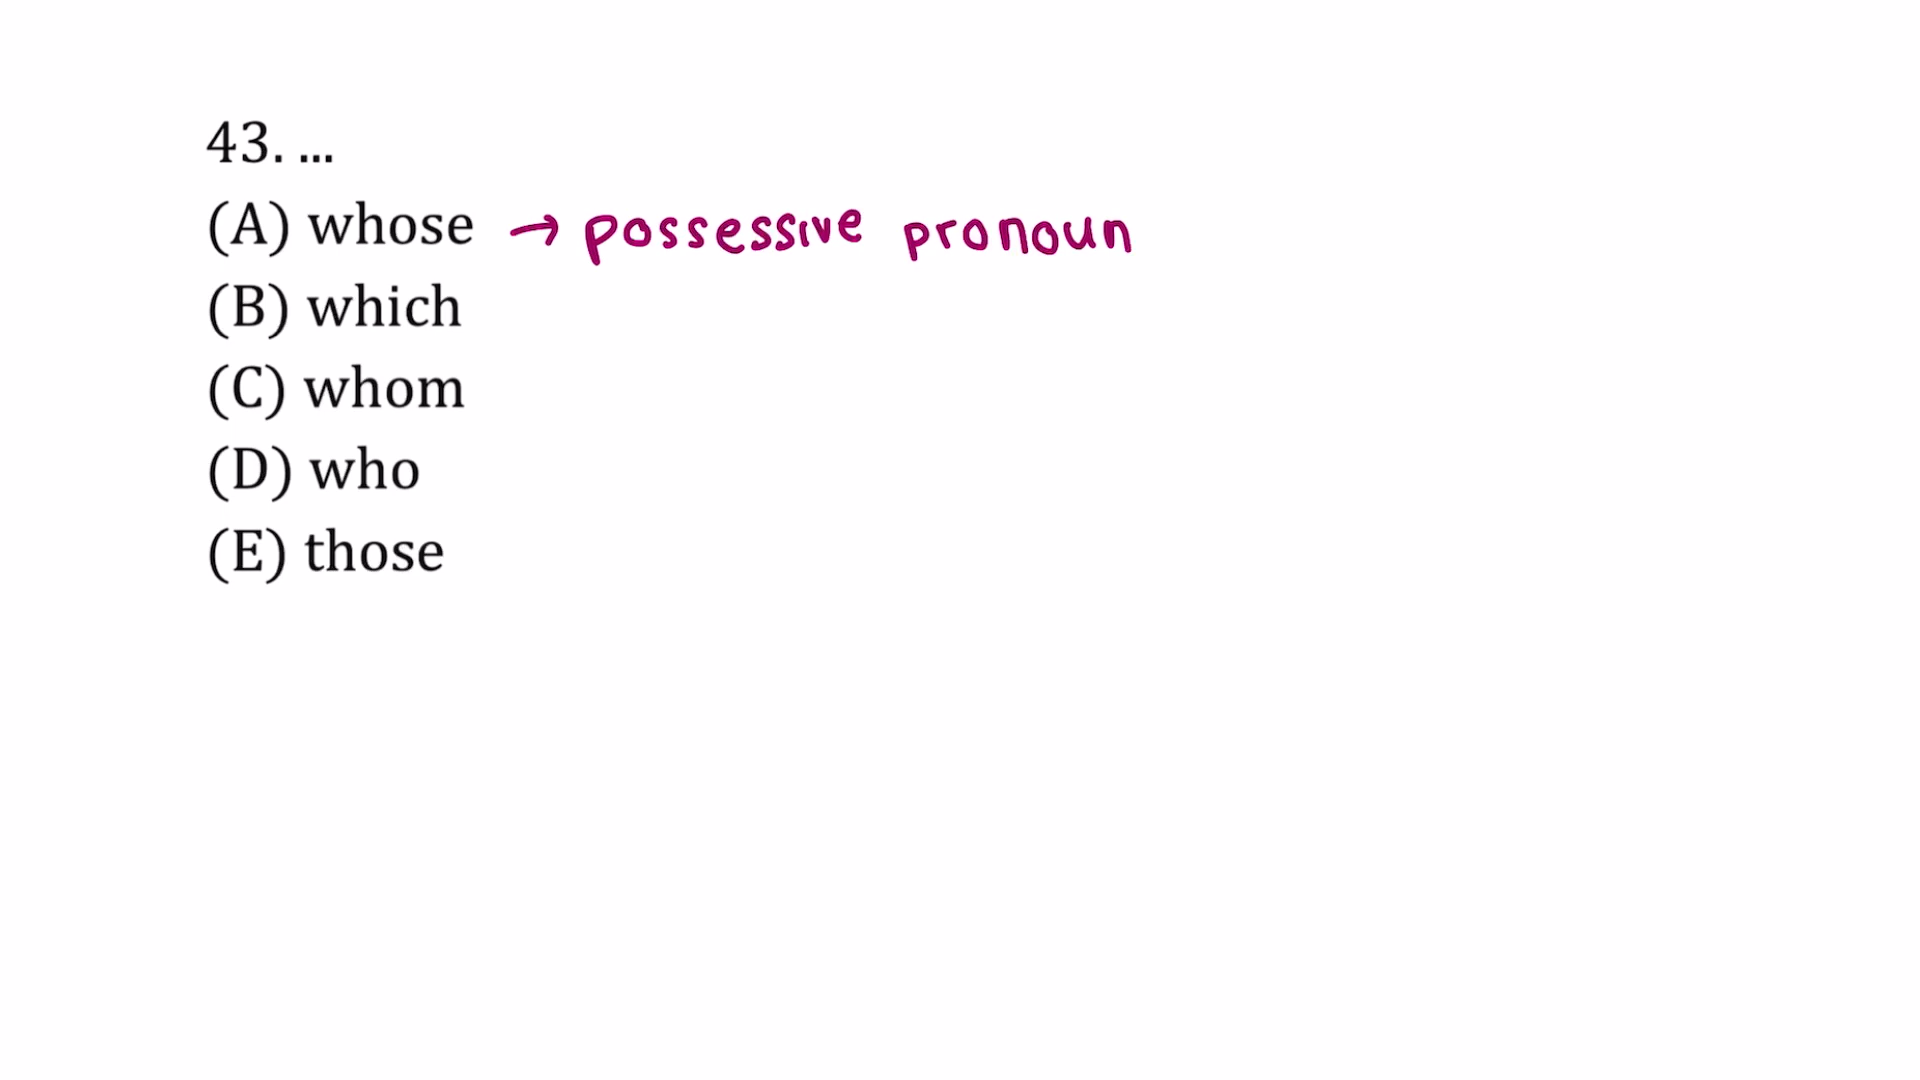 43. ...
(A) whose → possessive pronoun
(B) which
(C) whom
(D) who
(E) those